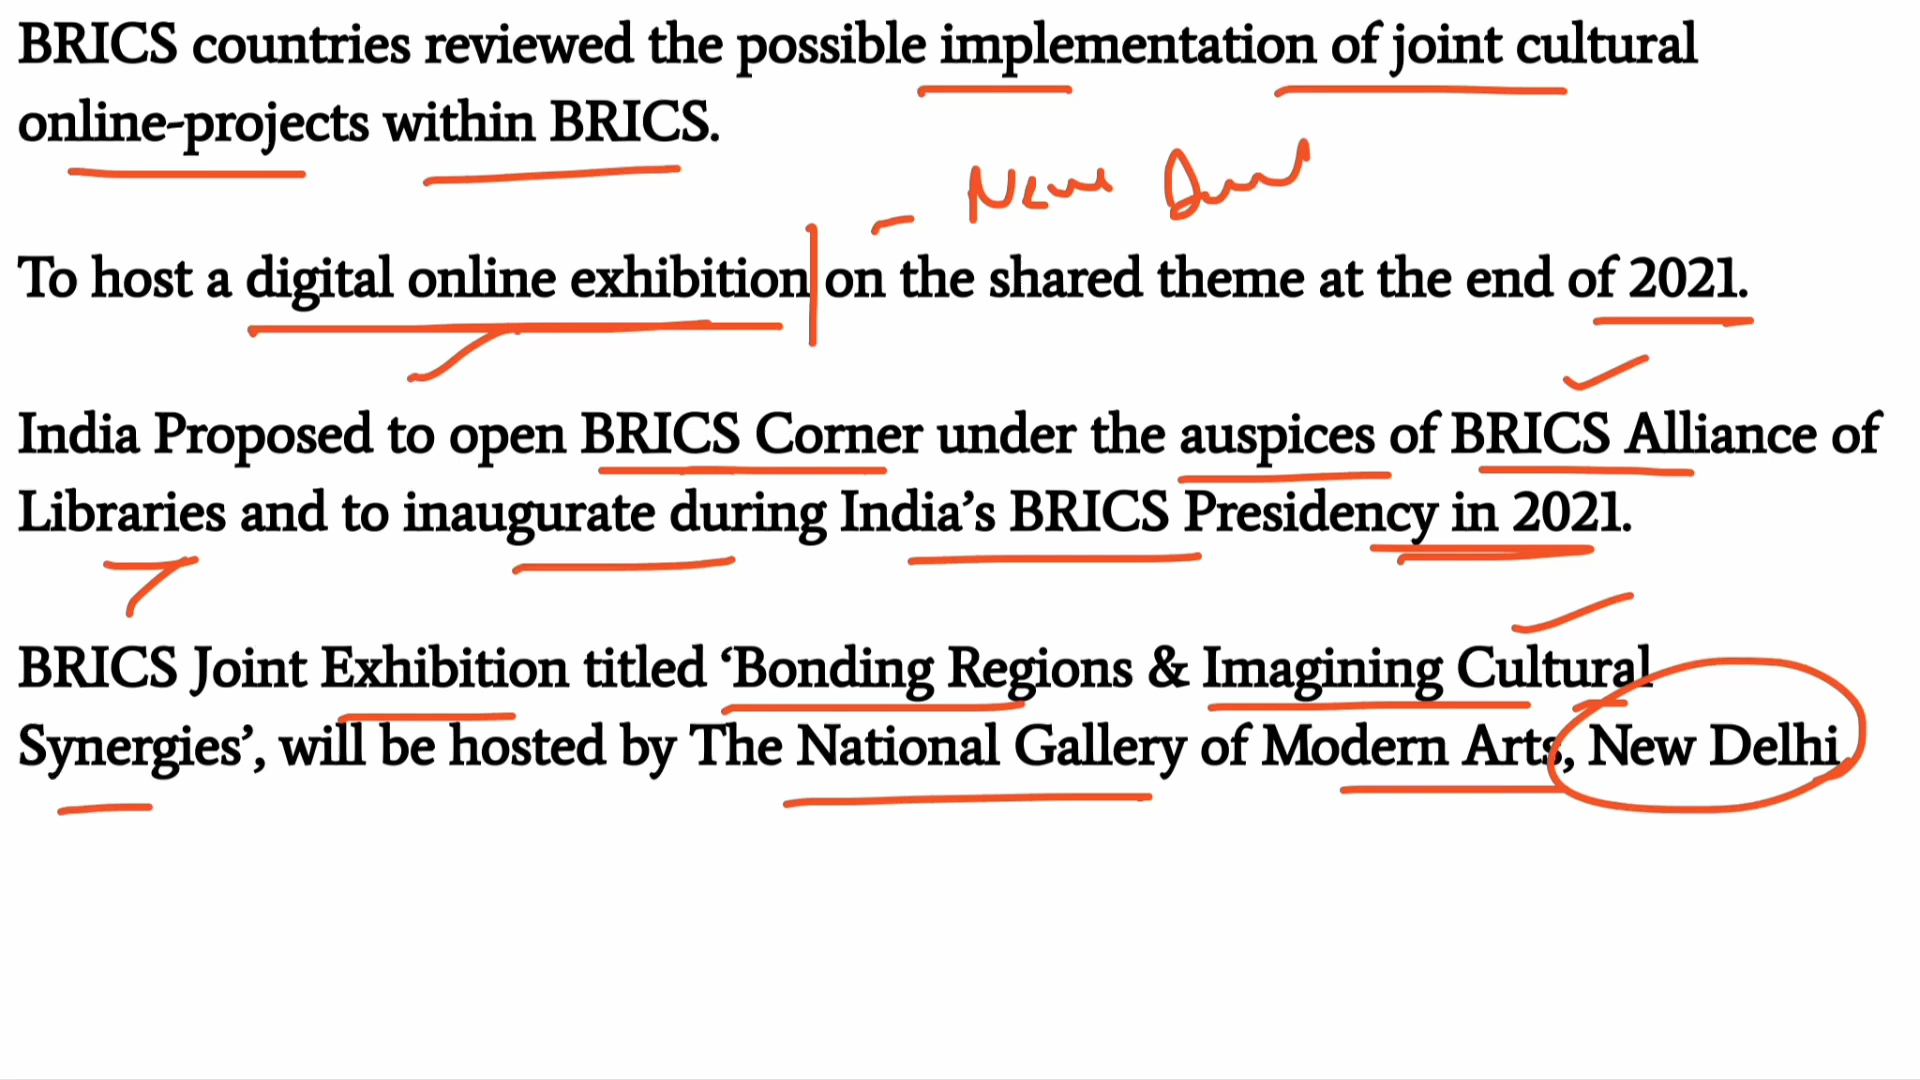 BRICS countries reviewed the possible implementation of joint cultural
online-projects within BRICS.
To host a digital online exhibition on the shared theme at the end of 2021.
India Proposed to open BRICS Corner under the auspices of BRICS Alliance of
Libraries and to inaugurate during India’s BRICS Presidency in 2021.
BRICS Joint Exhibition titled ‘Bonding Regions & Imagining Cultural
Synergies’, will be hosted by The National Gallery of Modern Arts, New Delhi